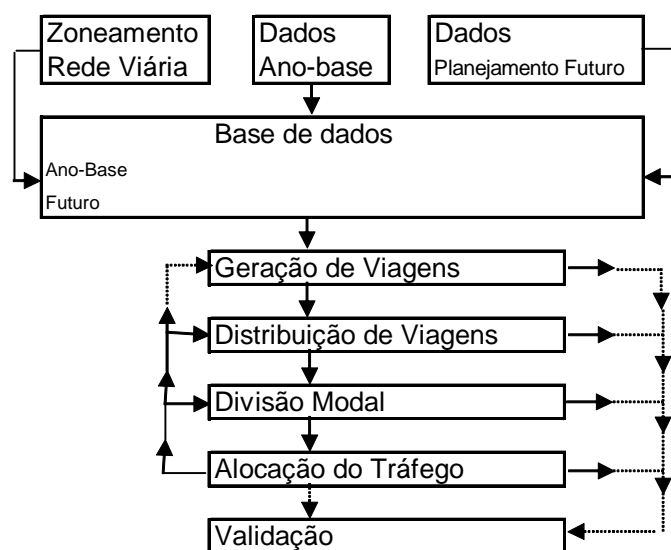 Zoneamento
Rede Viária
Dados
Ano-base
Dados
Planejamento Futuro
Base de dados
Ano-Base
Futuro
Geração de Viagens
Distribuição de Viagens
Divisão Modal
Alocação do Tráfego
Validação